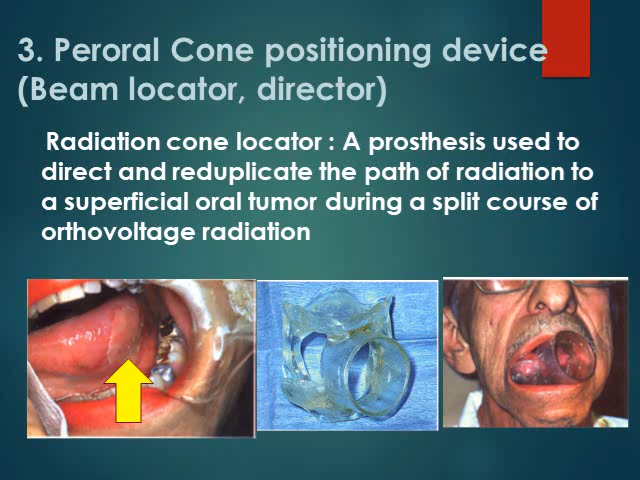 3. Peroral Cone positioning device
(Beam locator, director)
Radiation cone locator : A prosthesis used to
direct and reduplicate the path of radiation to
a superficial oral tumor during a split course of
orthovoltage radiation